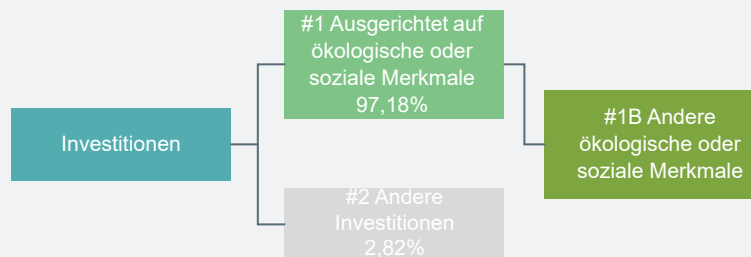 Investitionen
#1 Ausgerichtet auf
ökologische oder
soziale Merkmale
97,18%
#2 Andere
Investitionen
2,82%
#1B Andere
ökologische oder
soziale Merkmale